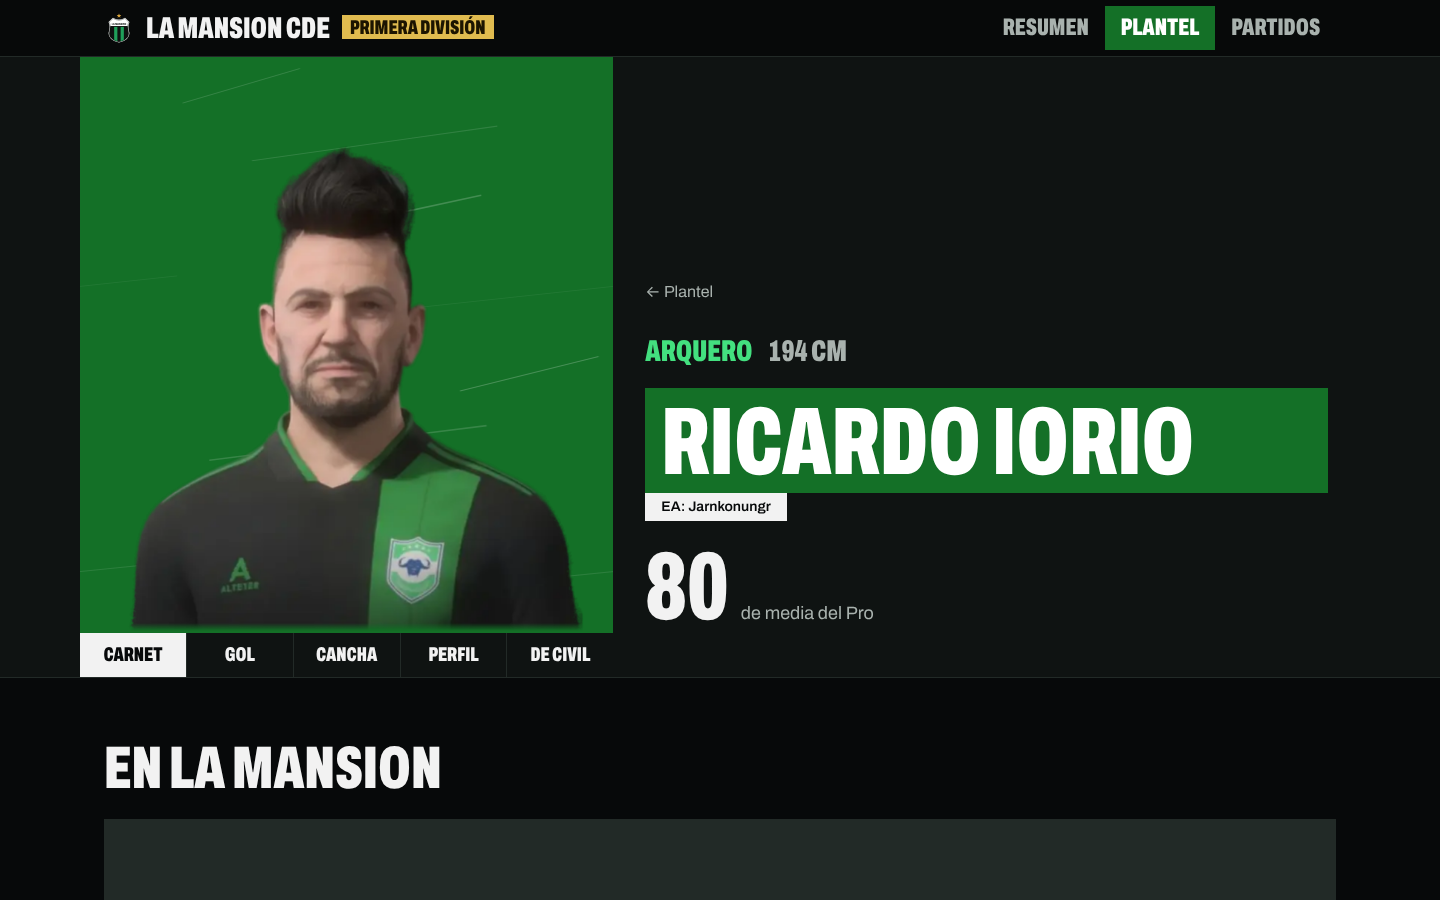 LA MANSION CDE PRIMERA DIVISIÓN
RESUMEN PLANTEL PARTIDOS
← Plantel
ARQUERO 194 CM
RICARDO IORIO
EA: Jarnkonungr
80 de media del Pro
CARNET GOL CANCHA PERFIL DE CIVIL
EN LA MANSION